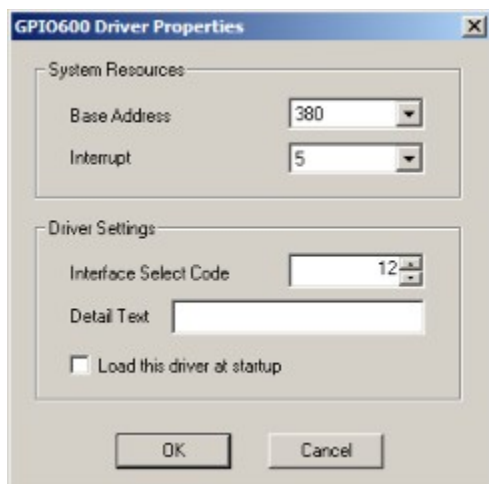 GPIO600 Driver Properties
System Resources
Base Address 380
Interrupt 5
Driver Settings
Interface Select Code 12
Detail Text
Load this driver at startup
OK Cancel